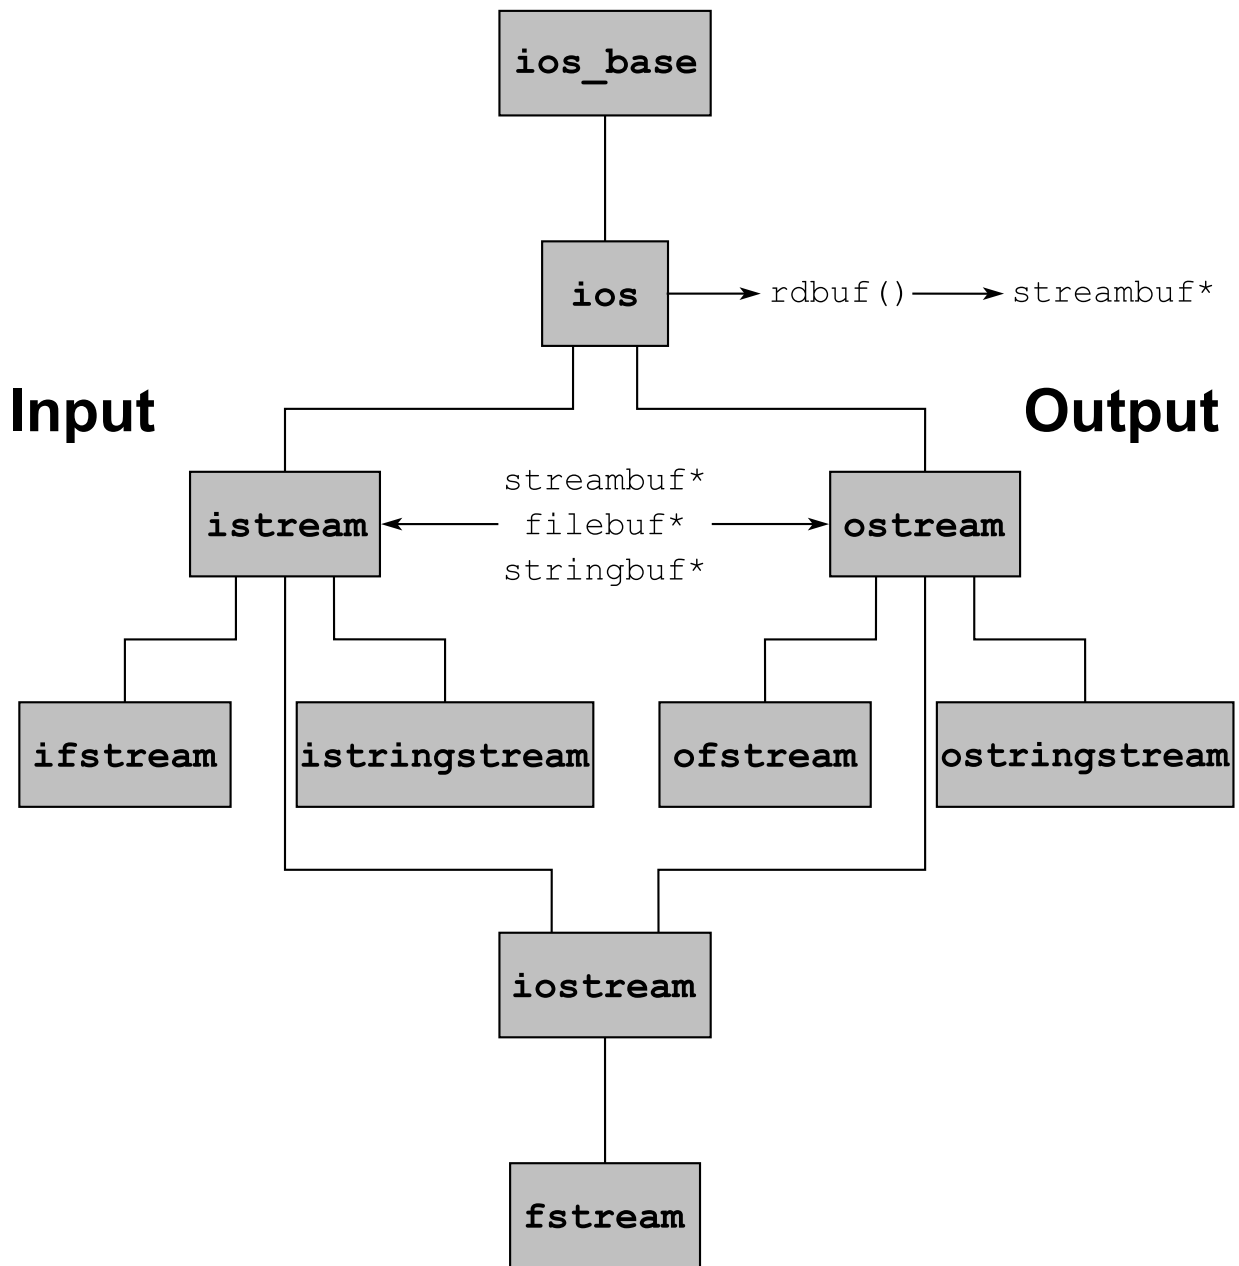 ios_base
ios
rdbuf()
streambuf*
Input
Output
streambuf*
istream
filebuf*
ostream
stringbuf*
ifstream
istringstream
ofstream
ostringstream
iostream
fstream